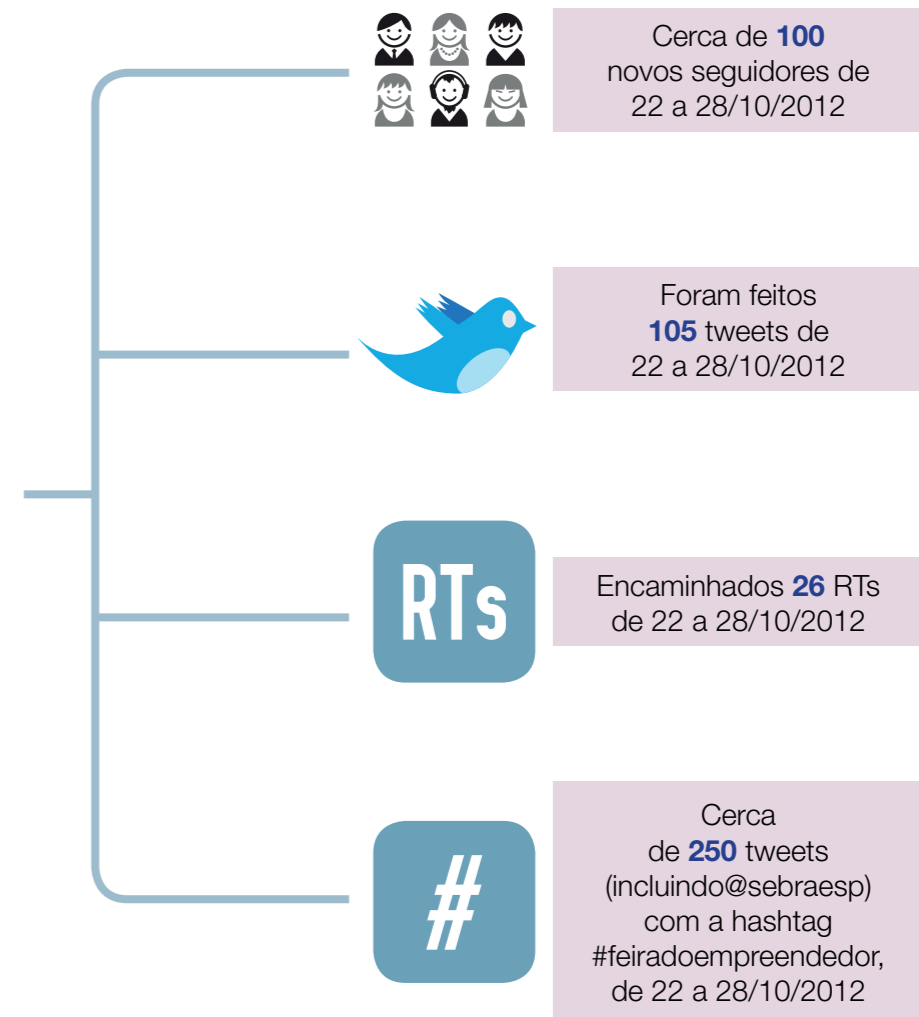 Cerca de 100
novos seguidores de
22 a 28/10/2012
Foram feitos
105 tweets de
22 a 28/10/2012
RTs
Encaminhados 26 RTs
de 22 a 28/10/2012
#
Cerca
de 250 tweets
(incluindo@sebraesp)
com a hashtag
#feiradoempreendedor,
de 22 a 28/10/2012